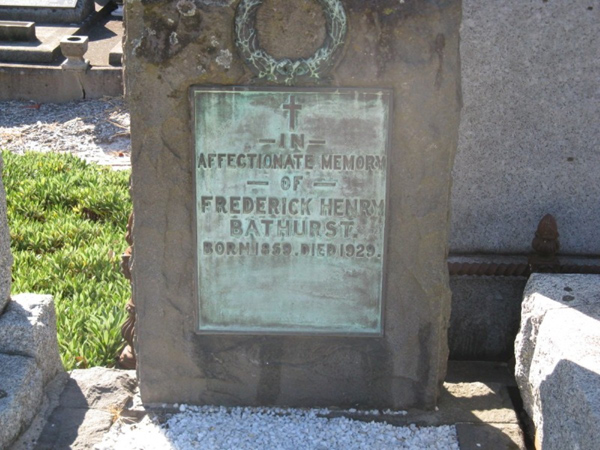 — IN —
AFFECTIONATE MEMORY
— OF —
FREDERICK HENRY
BATHURST.
BORN 1859. DIED 1929.